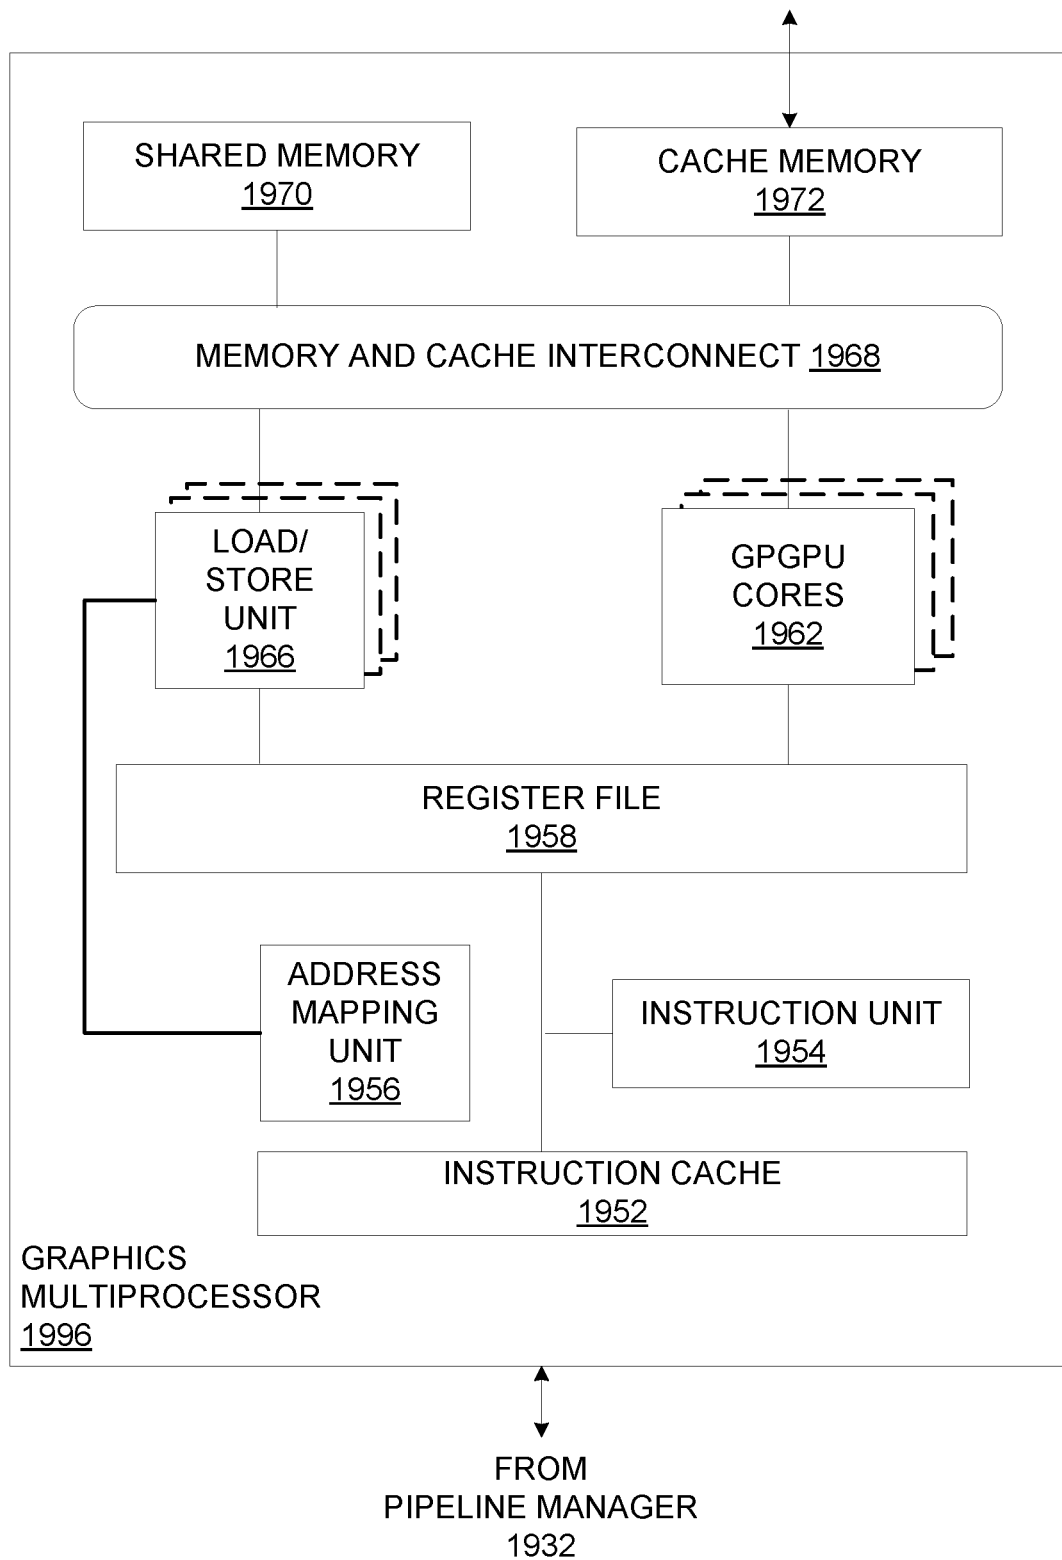 SHARED MEMORY
1970
CACHE MEMORY
1972
MEMORY AND CACHE INTERCONNECT 1968
LOAD/
STORE
UNIT
1966
GPGPU
CORES
1962
REGISTER FILE
1958
ADDRESS
MAPPING
UNIT
1956
INSTRUCTION UNIT
1954
INSTRUCTION CACHE
1952
GRAPHICS
MULTIPROCESSOR
1996
FROM
PIPELINE MANAGER
1932